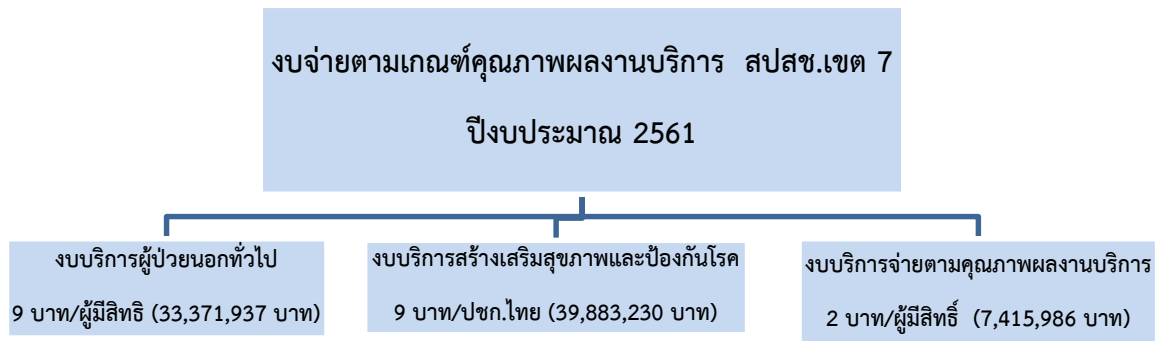 งบจ่ายตามเกณฑ์คุณภาพผลงานบริการ สปสช.เขต 7
ปีงบประมาณ 2561
งบบริการผู้ป่วยนอกทั่วไป
9 บาท/ผู้มีสิทธิ (33,371,937 บาท)
งบบริการสร้างเสริมสุขภาพและป้องกันโรค
9 บาท/ปชก.ไทย (39,883,230 บาท)
งบบริการจ่ายตามคุณภาพผลงานบริการ
2 บาท/ผู้มีสิทธิ์ (7,415,986 บาท)